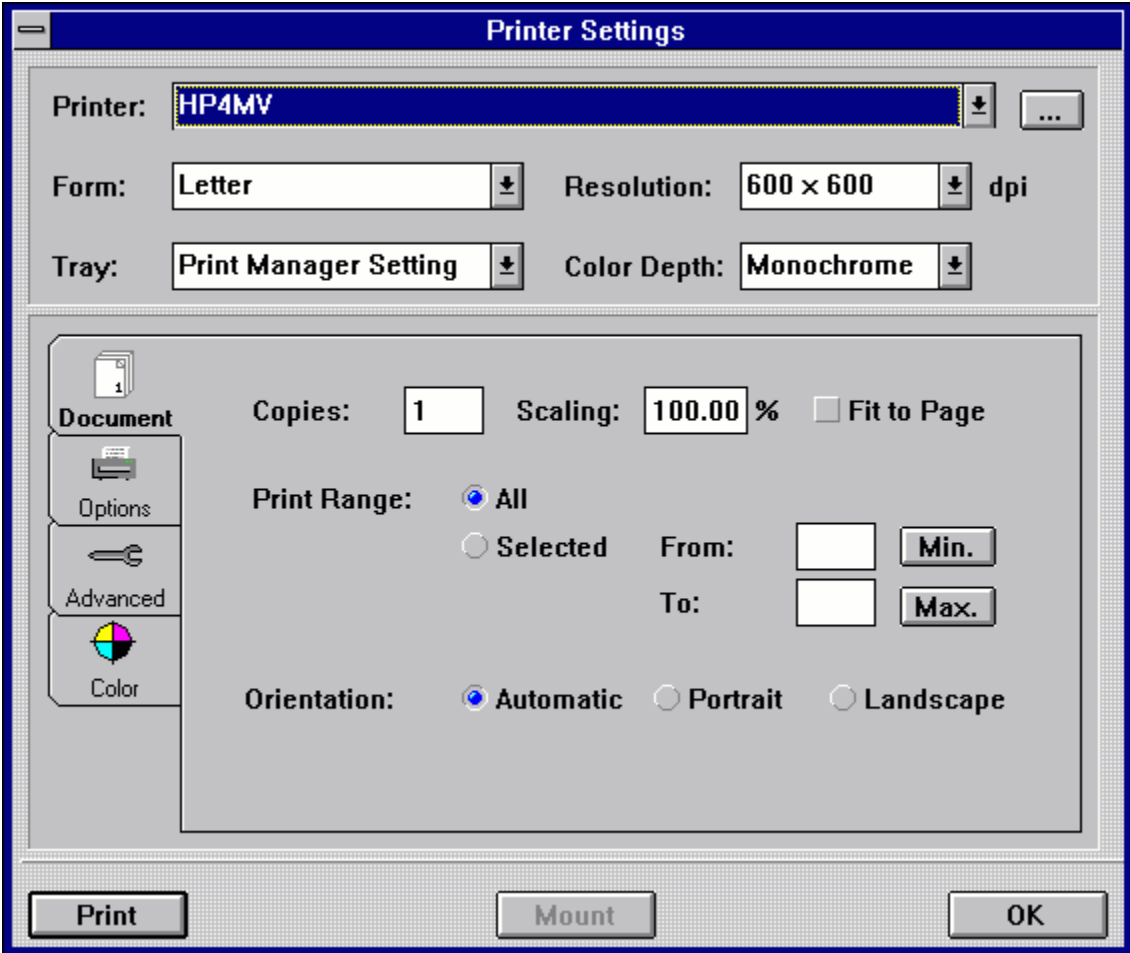 Printer Settings
Printer: HP4MV ...
Form: Letter Resolution: 600 × 600 dpi
Tray: Print Manager Setting Color Depth: Monochrome
1
Document
Copies: 1 Scaling: 100.00 % Fit to Page
Options
Print Range: All
Selected From: Min.
Advanced
To: Max.
Color
Orientation: Automatic Portrait Landscape
Print Mount OK